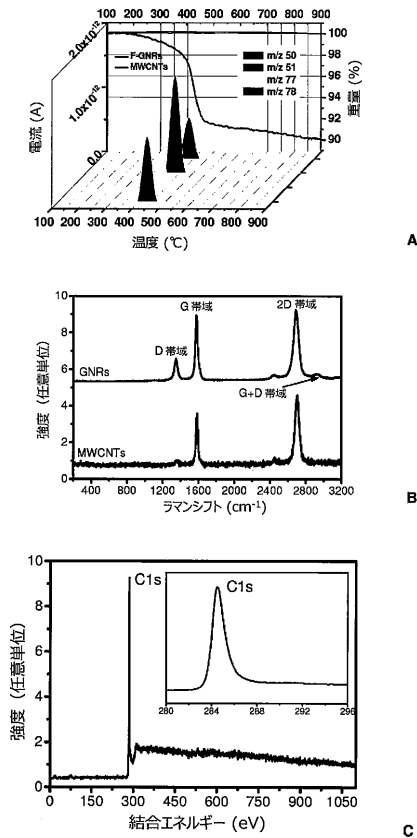 100 200 300 400 500 600 700 800 900
2.0x10-12
1.0x10-12
0.0
電流 (A)
F-GNRs
MWCNTs
m/z 50
m/z 51
m/z 77
m/z 78
100
98
96
94
92
90
重量 (%)
100 200 300 400 500 600 700 800 900
温度 (℃)
A
10
8
6
4
2
0
強度 (任意単位)
G 帯域
2D 帯域
D 帯域
GNRs
G+D 帯域
MWCNTs
400 800 1200 1600 2000 2400 2800 3200
ラマンシフト (cm-1)
B
10
8
6
4
2
0
強度 (任意単位)
C1s
C1s
280 284 288 292 296
0 150 300 450 600 750 900 1050
結合エネルギー (eV)
C